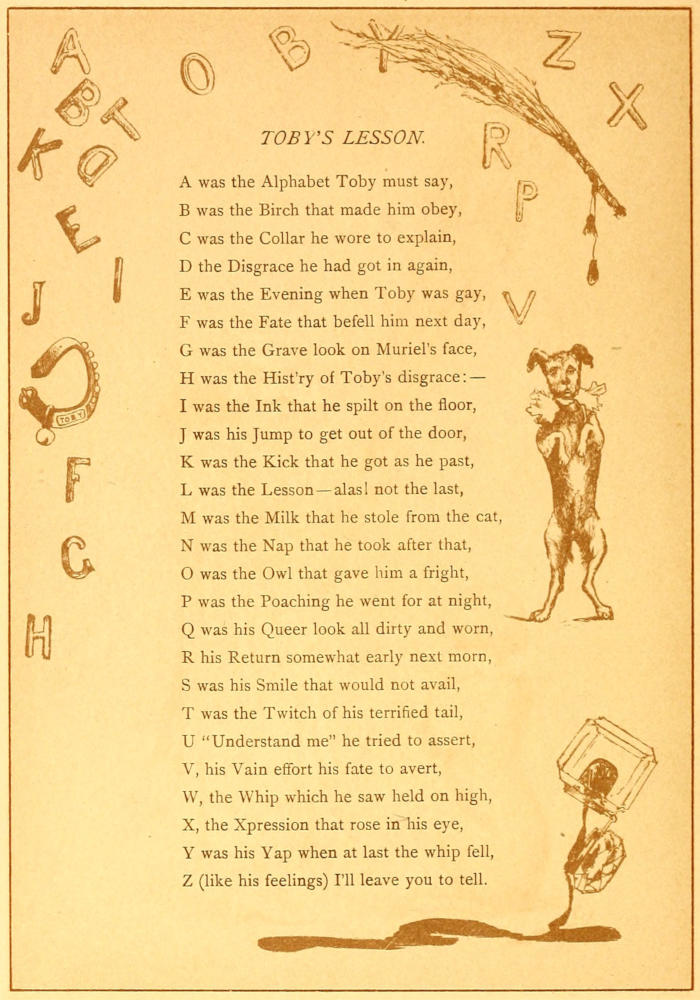 A
O
B
Y
Z
X
B
T
K
D
R
P
E
I
J
V
TOBY
F
G
H
TOBY'S LESSON.
A was the Alphabet Toby must say,
B was the Birch that made him obey,
C was the Collar he wore to explain,
D the Disgrace he had got in again,
E was the Evening when Toby was gay,
F was the Fate that befell him next day,
G was the Grave look on Muriel's face,
H was the Hist'ry of Toby's disgrace:—
I was the Ink that he spilt on the floor,
J was his Jump to get out of the door,
K was the Kick that he got as he past,
L was the Lesson—alas! not the last,
M was the Milk that he stole from the cat,
N was the Nap that he took after that,
O was the Owl that gave him a fright,
P was the Poaching he went for at night,
Q was his Queer look all dirty and worn,
R his Return somewhat early next morn,
S was his Smile that would not avail,
T was the Twitch of his terrified tail,
U “Understand me” he tried to assert,
V, his Vain effort his fate to avert,
W, the Whip which he saw held on high,
X, the Xpression that rose in his eye,
Y was his Yap when at last the whip fell,
Z (like his feelings) I'll leave you to tell.